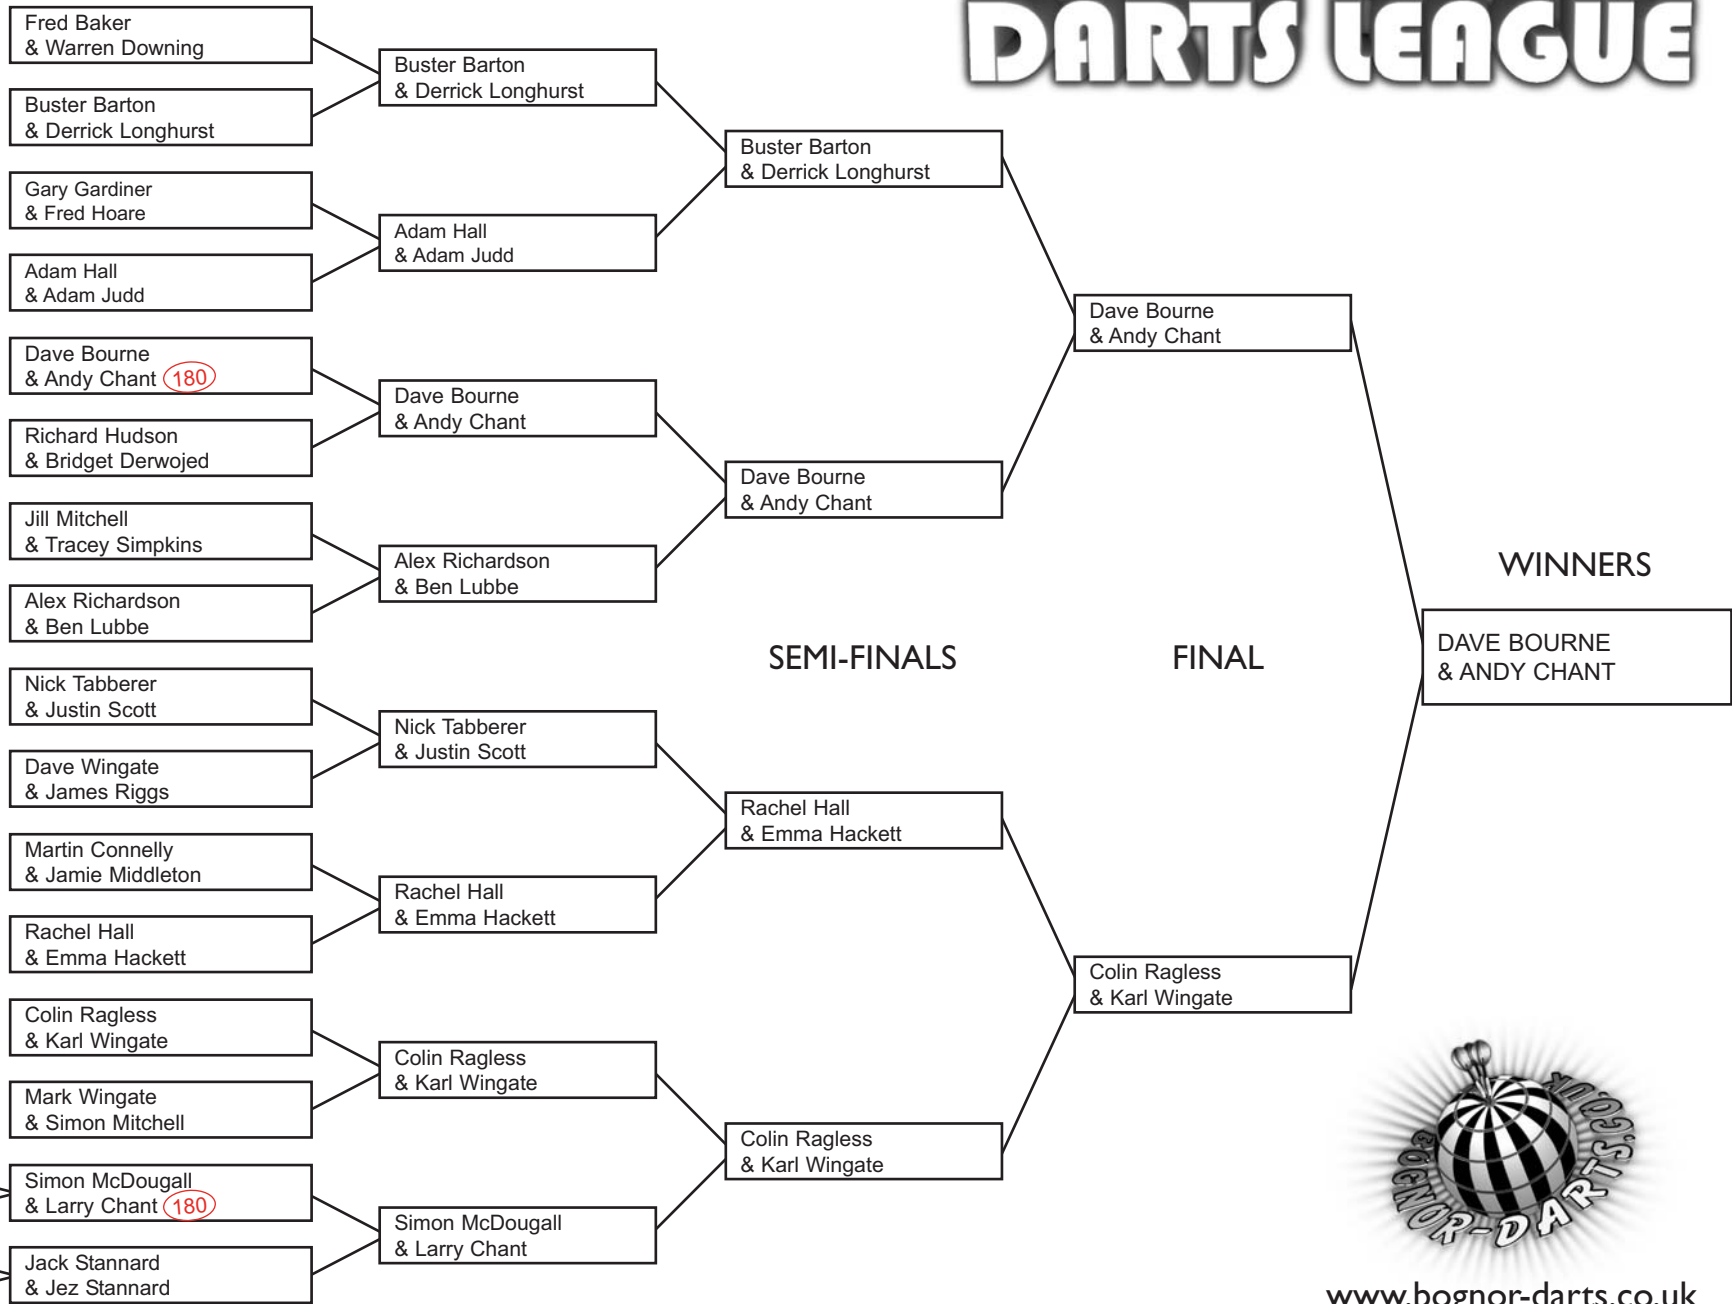 DARTS LEAGUE
Fred Baker
& Warren Downing
Buster Barton
& Derrick Longhurst
Gary Gardiner
& Fred Hoare
Adam Hall
& Adam Judd
Dave Bourne
& Andy Chant 180
Richard Hudson
& Bridget Derwojed
Jill Mitchell
& Tracey Simpkins
Alex Richardson
& Ben Lubbe
Nick Tabberer
& Justin Scott
Dave Wingate
& James Riggs
Martin Connelly
& Jamie Middleton
Rachel Hall
& Emma Hackett
Colin Ragless
& Karl Wingate
Mark Wingate
& Simon Mitchell
Simon McDougall
& Larry Chant 180
Jack Stannard
& Jez Stannard
Buster Barton
& Derrick Longhurst
Adam Hall
& Adam Judd
Dave Bourne
& Andy Chant
Alex Richardson
& Ben Lubbe
Nick Tabberer
& Justin Scott
Rachel Hall
& Emma Hackett
Colin Ragless
& Karl Wingate
Simon McDougall
& Larry Chant
Buster Barton
& Derrick Longhurst
Dave Bourne
& Andy Chant
SEMI-FINALS
Rachel Hall
& Emma Hackett
Colin Ragless
& Karl Wingate
Dave Bourne
& Andy Chant
FINAL
Colin Ragless
& Karl Wingate
WINNERS
DAVE BOURNE
& ANDY CHANT
BOGNOR-DARTS.CO.UK
www.bognor-darts.co.uk